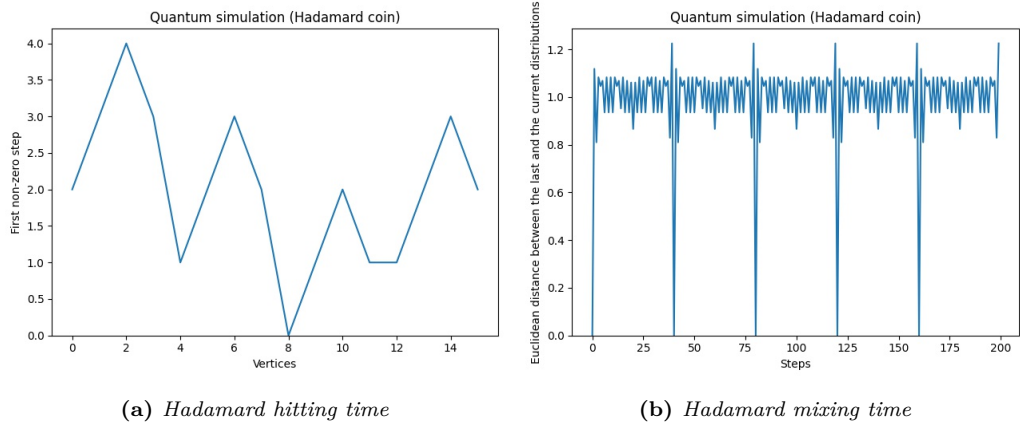 Quantum simulation (Hadamard coin)
4.0
3.5
3.0
2.5
2.0
1.5
1.0
0.5
0.0
First non-zero step
0 2 4 6 8 10 12 14
Vertices
(a) Hadamard hitting time
Quantum simulation (Hadamard coin)
1.2
1.0
0.8
0.6
0.4
0.2
0.0
Euclidean distance between the last and the current distributions
0 25 50 75 100 125 150 175 200
Steps
(b) Hadamard mixing time